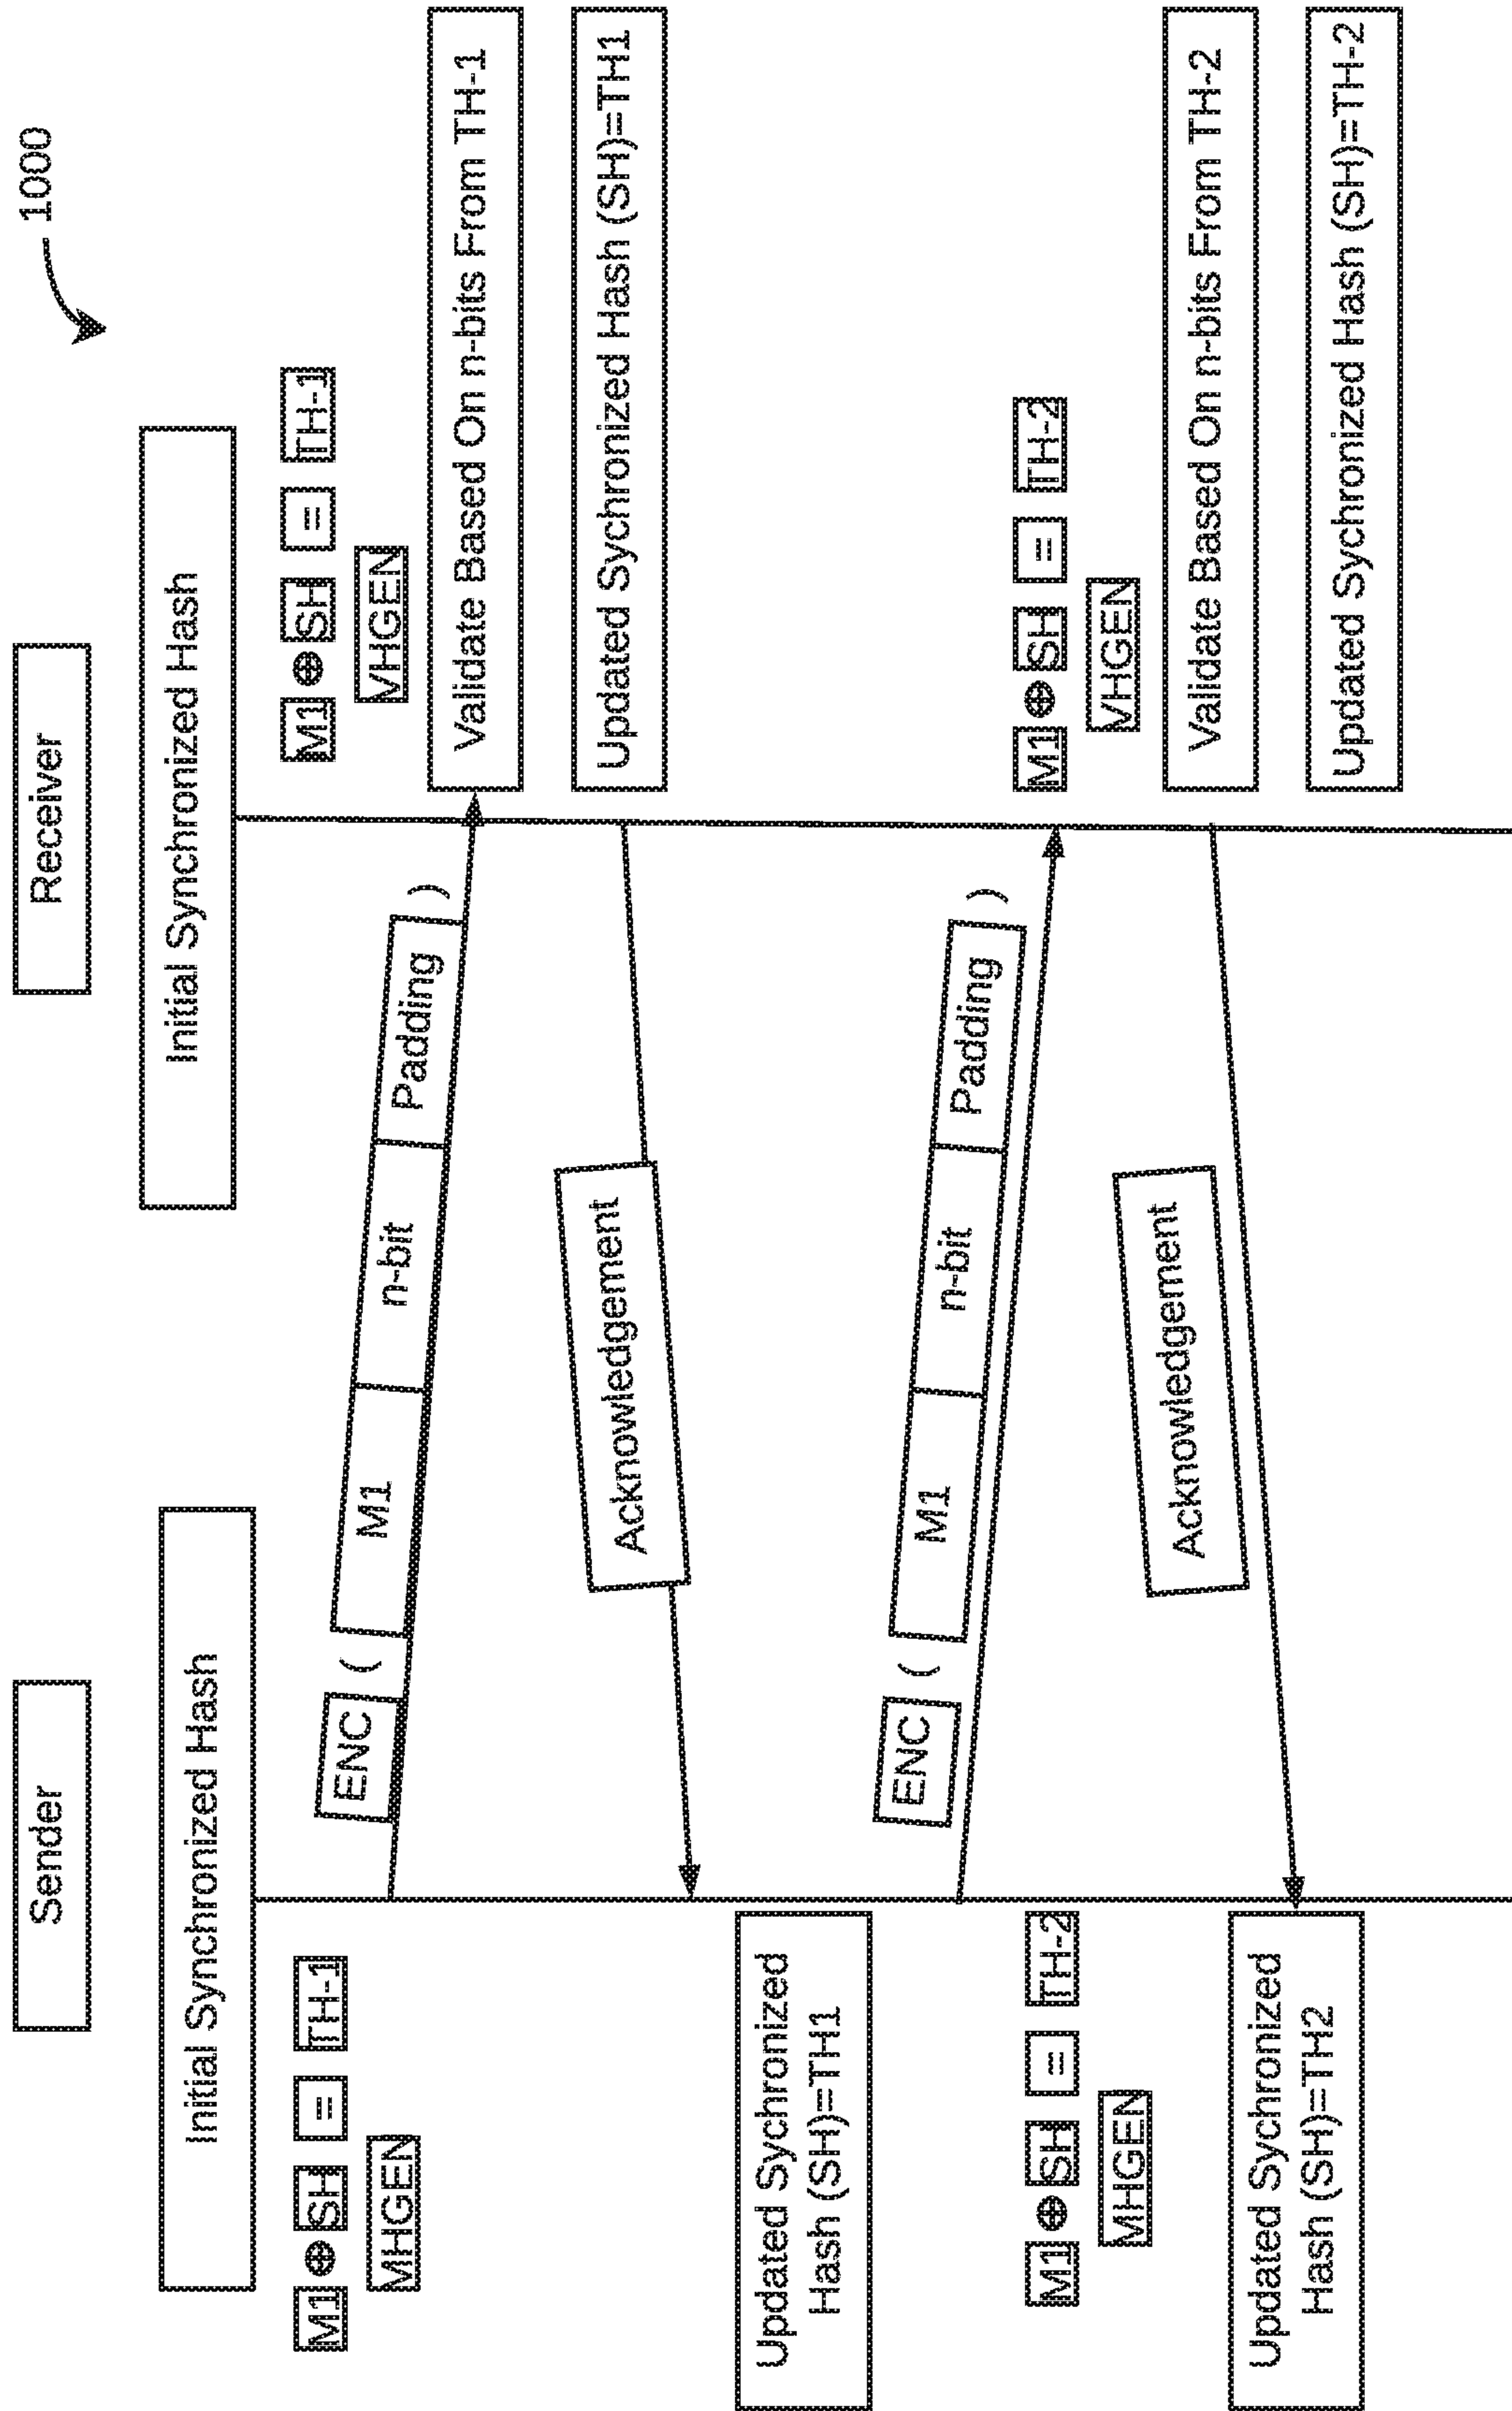 1000
Sender
Receiver
Initial Synchronized Hash
Initial Synchronized Hash
M1 ⊕ SH = TH-1
MHGEN
M1 ⊕ SH = TH-1
VHGEN
ENC ( M1 n-bit Padding )
Validate Based On n-bits From TH-1
Updated Sychronized Hash (SH)=TH1
Acknowledgement
Updated Sychronized
Hash (SH)=TH1
M1 ⊕ SH = TH-2
MHGEN
ENC ( M1 n-bit Padding )
M1 ⊕ SH = TH-2
VHGEN
Validate Based On n-bits From TH-2
Acknowledgement
Updated Sychronized Hash (SH)=TH-2
Updated Sychronized
Hash (SH)=TH2